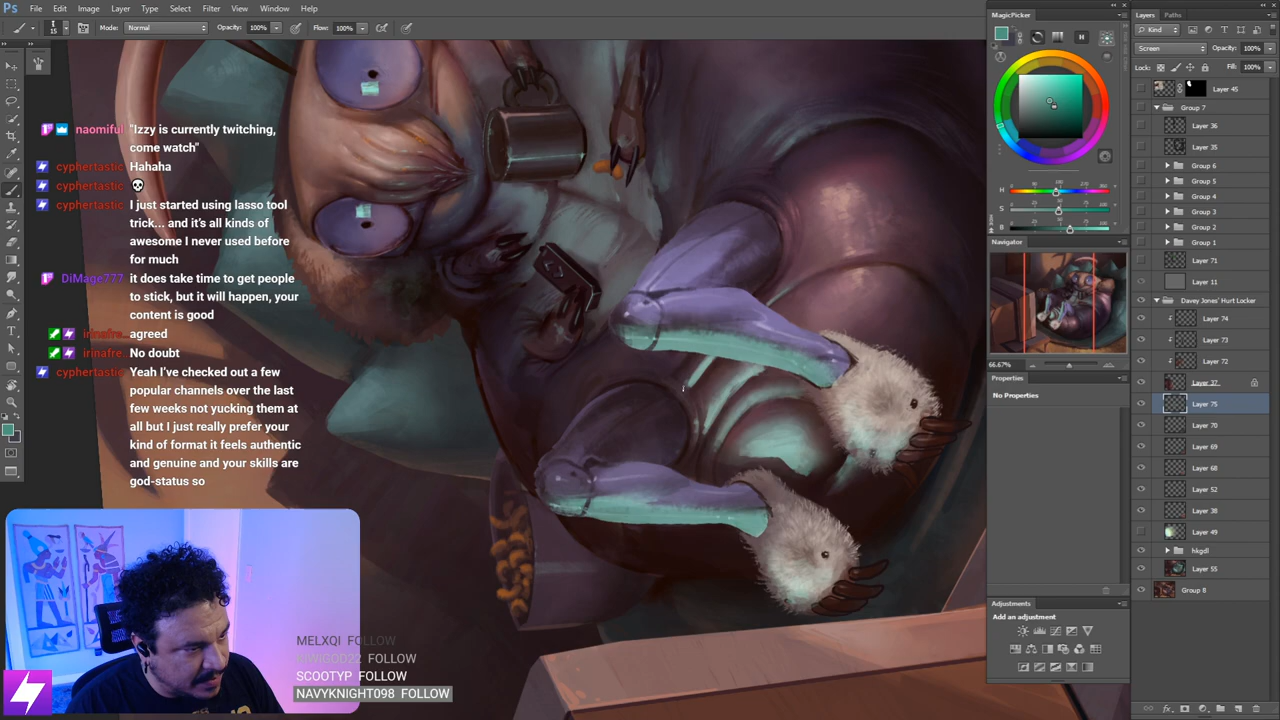 Ps File Edit Image Layer Type Select Filter View Window Help
15 Mode: Normal Opacity: 100% Flow: 100%
naomiful "Izzy is currently twitching,
come watch"
cyphertastic Hahaha
cyphertastic 💀
cyphertastic I just started using lasso tool
trick... and it's all kinds of
awesome I never used before
for much
DiMage777 it does take time to get people
to stick, but it will happen, your
content is good
irinafre.. agreed
irinafre.. No doubt
cyphertastic Yeah I've checked out a few
popular channels over the last
few weeks not yucking them at
all but I just really prefer your
kind of format it feels authentic
and genuine and your skills are
god-status so
MELXQI FOLLOW
FOLLOW
SCOOTYP FOLLOW
NAVYKNIGHT098 FOLLOW
MagicPicker
H
H
S
B
Navigator
66.67%
Properties
No Properties
Adjustments
Add an adjustment
Layers Paths
Kind
Screen Opacity: 100%
Lock: Fill: 100%
Layer 45
Group 7
Layer 36
Layer 35
Group 6
Group 5
Group 4
Group 3
Group 2
Group 1
Layer 71
Layer 11
Davey Jones' Hurt Locker
Layer 74
Layer 73
Layer 72
Layer 37
Layer 75
Layer 70
Layer 69
Layer 68
Layer 52
Layer 38
Layer 49
hkgdl
Layer 55
Group 8
fx